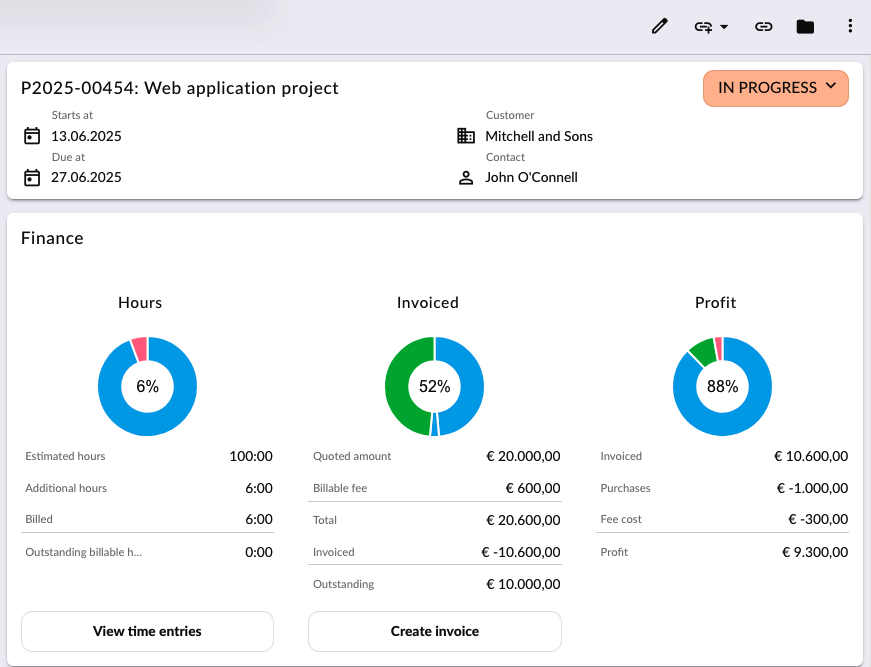 P2025-00454: Web application project
IN PROGRESS
Starts at
13.06.2025
Customer
Mitchell and Sons
Due at
27.06.2025
Contact
John O'Connell
Finance
Hours
6%
Estimated hours 100:00
Additional hours 6:00
Billed 6:00
Outstanding billable h... 0:00
View time entries
Invoiced
52%
Quoted amount € 20.000,00
Billable fee € 600,00
Total € 20.600,00
Invoiced € -10.600,00
Outstanding € 10.000,00
Create invoice
Profit
88%
Invoiced € 10.600,00
Purchases € -1.000,00
Fee cost € -300,00
Profit € 9.300,00